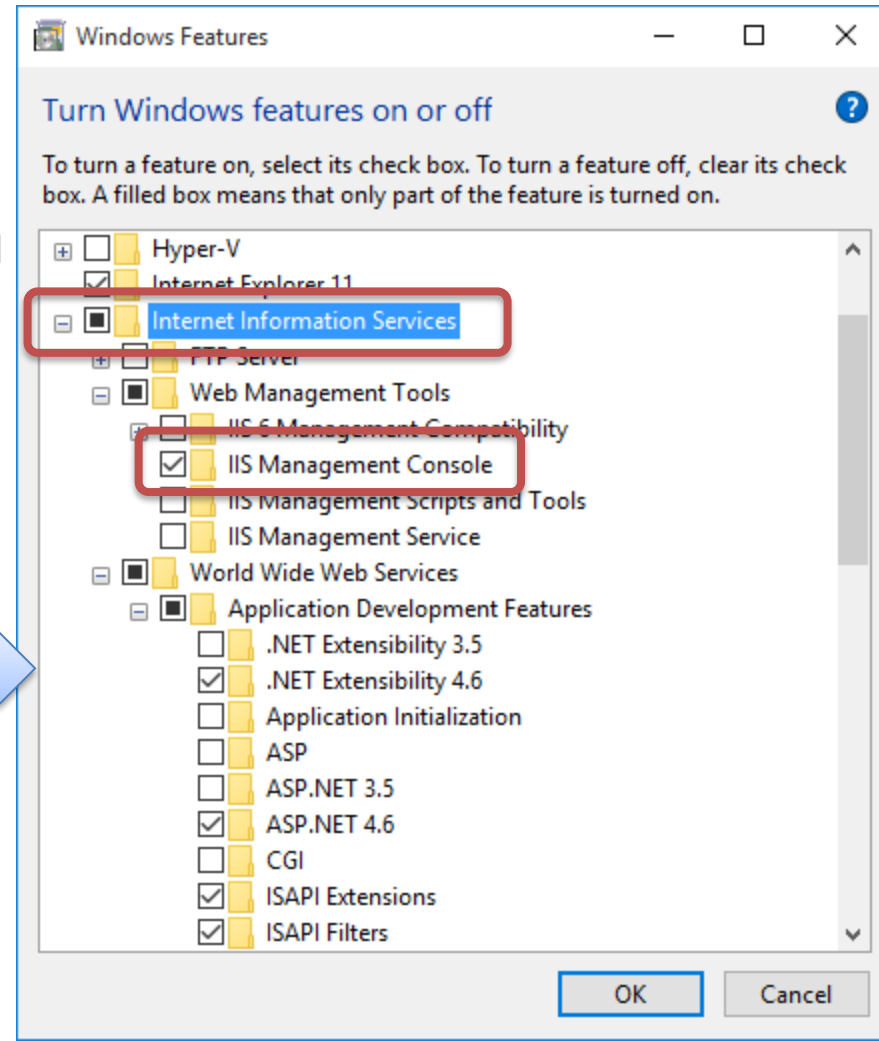 Windows Features
Turn Windows features on or off
To turn a feature on, select its check box. To turn a feature off, clear its check
box. A filled box means that only part of the feature is turned on.
Hyper-V
Internet Explorer 11
Internet Information Services
FTP Server
Web Management Tools
IIS 6 Management Compatibility
IIS Management Console
IIS Management Scripts and Tools
IIS Management Service
World Wide Web Services
Application Development Features
.NET Extensibility 3.5
.NET Extensibility 4.6
Application Initialization
ASP
ASP.NET 3.5
ASP.NET 4.6
CGI
ISAPI Extensions
ISAPI Filters
OK Cancel